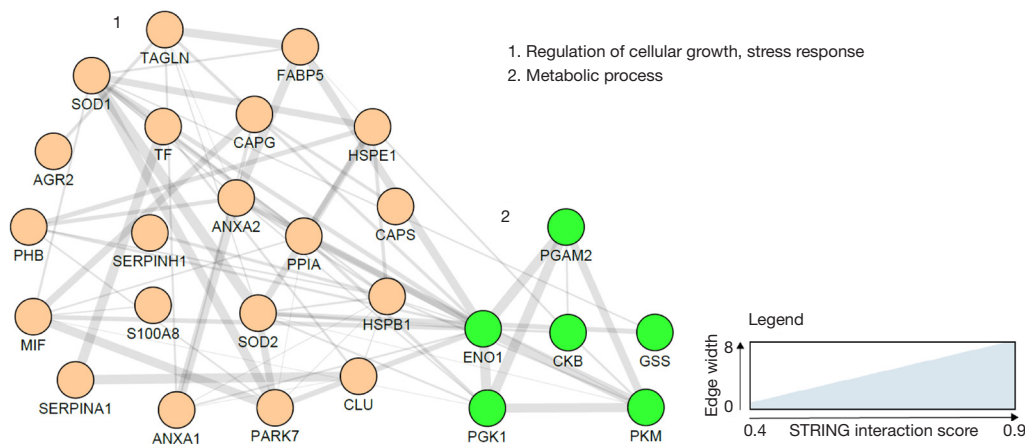 1
TAGLN
FABP5
1. Regulation of cellular growth, stress response
2. Metabolic process
SOD1
TF
CAPG
HSPE1
AGR2
ANXA2
CAPS
2
PHB
SERPINH1
PPIA
PGAM2
MIF
S100A8
SOD2
HSPB1
ENO1
CKB
GSS
SERPINA1
ANXA1
PARK7
CLU
PGK1
PKM
Legend
Edge width
8
0
0.4 STRING interaction score 0.9